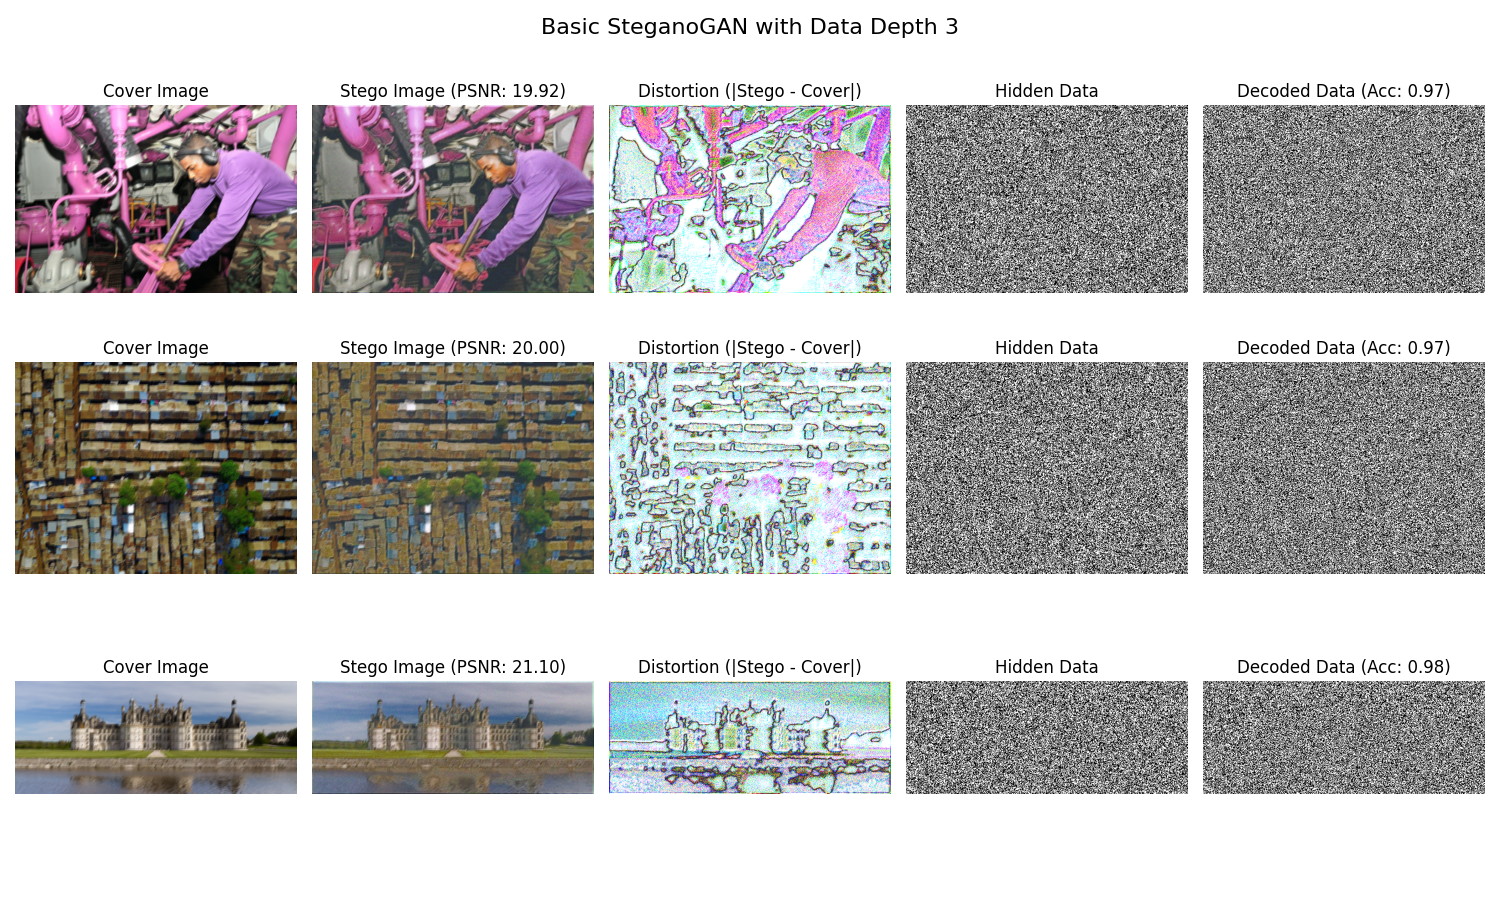 Basic SteganoGAN with Data Depth 3
Cover Image
Stego Image (PSNR: 19.92)
Distortion (|Stego - Cover|)
Hidden Data
Decoded Data (Acc: 0.97)
Cover Image
Stego Image (PSNR: 20.00)
Distortion (|Stego - Cover|)
Hidden Data
Decoded Data (Acc: 0.97)
Cover Image
Stego Image (PSNR: 21.10)
Distortion (|Stego - Cover|)
Hidden Data
Decoded Data (Acc: 0.98)